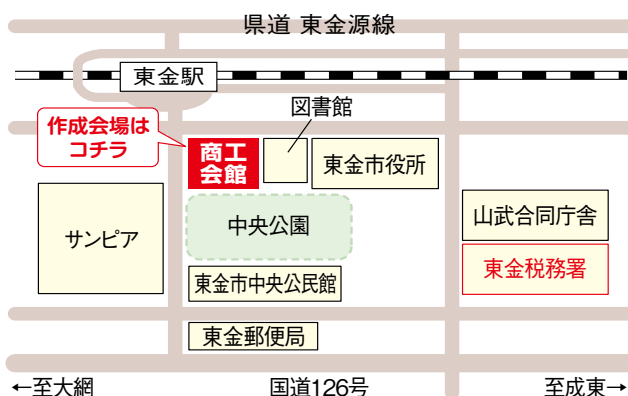 県道 東金源線
東金駅
図書館
作成会場は
コチラ
商工
会館
東金市役所
サンピア
中央公園
山武合同庁舎
東金税務署
東金市中央公民館
東金郵便局
←至大網
国道126号
至成東→